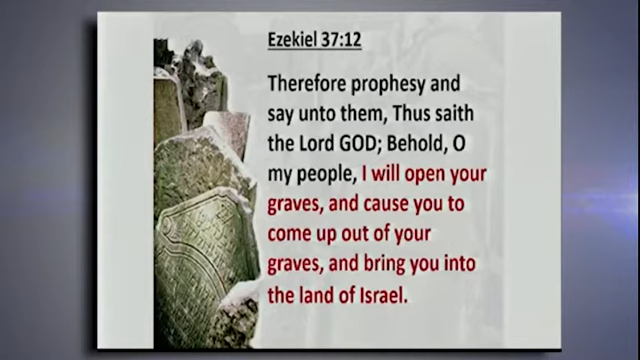 Ezekiel 37:12
Therefore prophesy and
say unto them, Thus saith
the Lord GOD; Behold, O
my people, I will open your
graves, and cause you to
come up out of your
graves, and bring you into
the land of Israel.